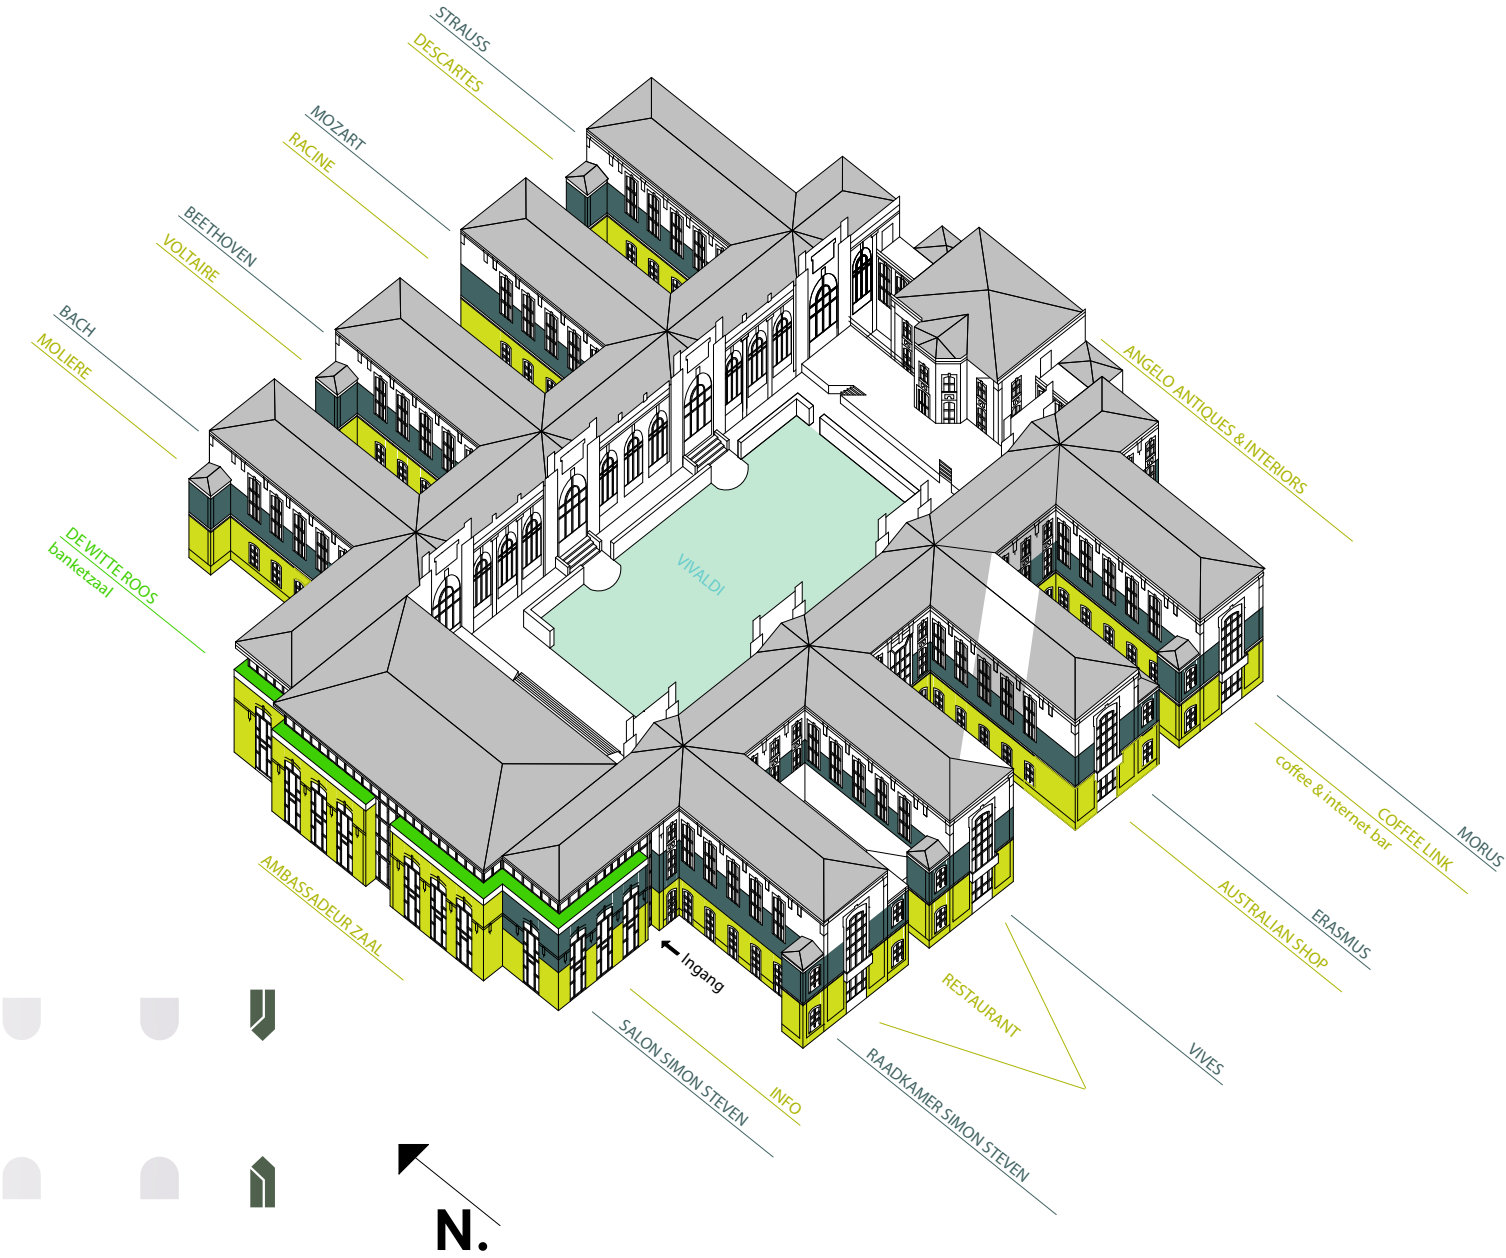 STRAUSS
DESCARTES
MOZART
RACINE
BEETHOVEN
VOLTAIRE
BACH
MOLIERE
DE WITTE ROOS
banketzaal
VIVALDI
ANGELO ANTIQUES & INTERIORS
AMBASSADEUR ZAAL
Ingang
SALON SIMON STEVEN
INFO
RAADKAMER SIMON STEVEN
RESTAURANT
VIVES
AUSTRALIAN SHOP
ERASMUS
COFFEE LINK
coffee & internet bar
MORUS
N.